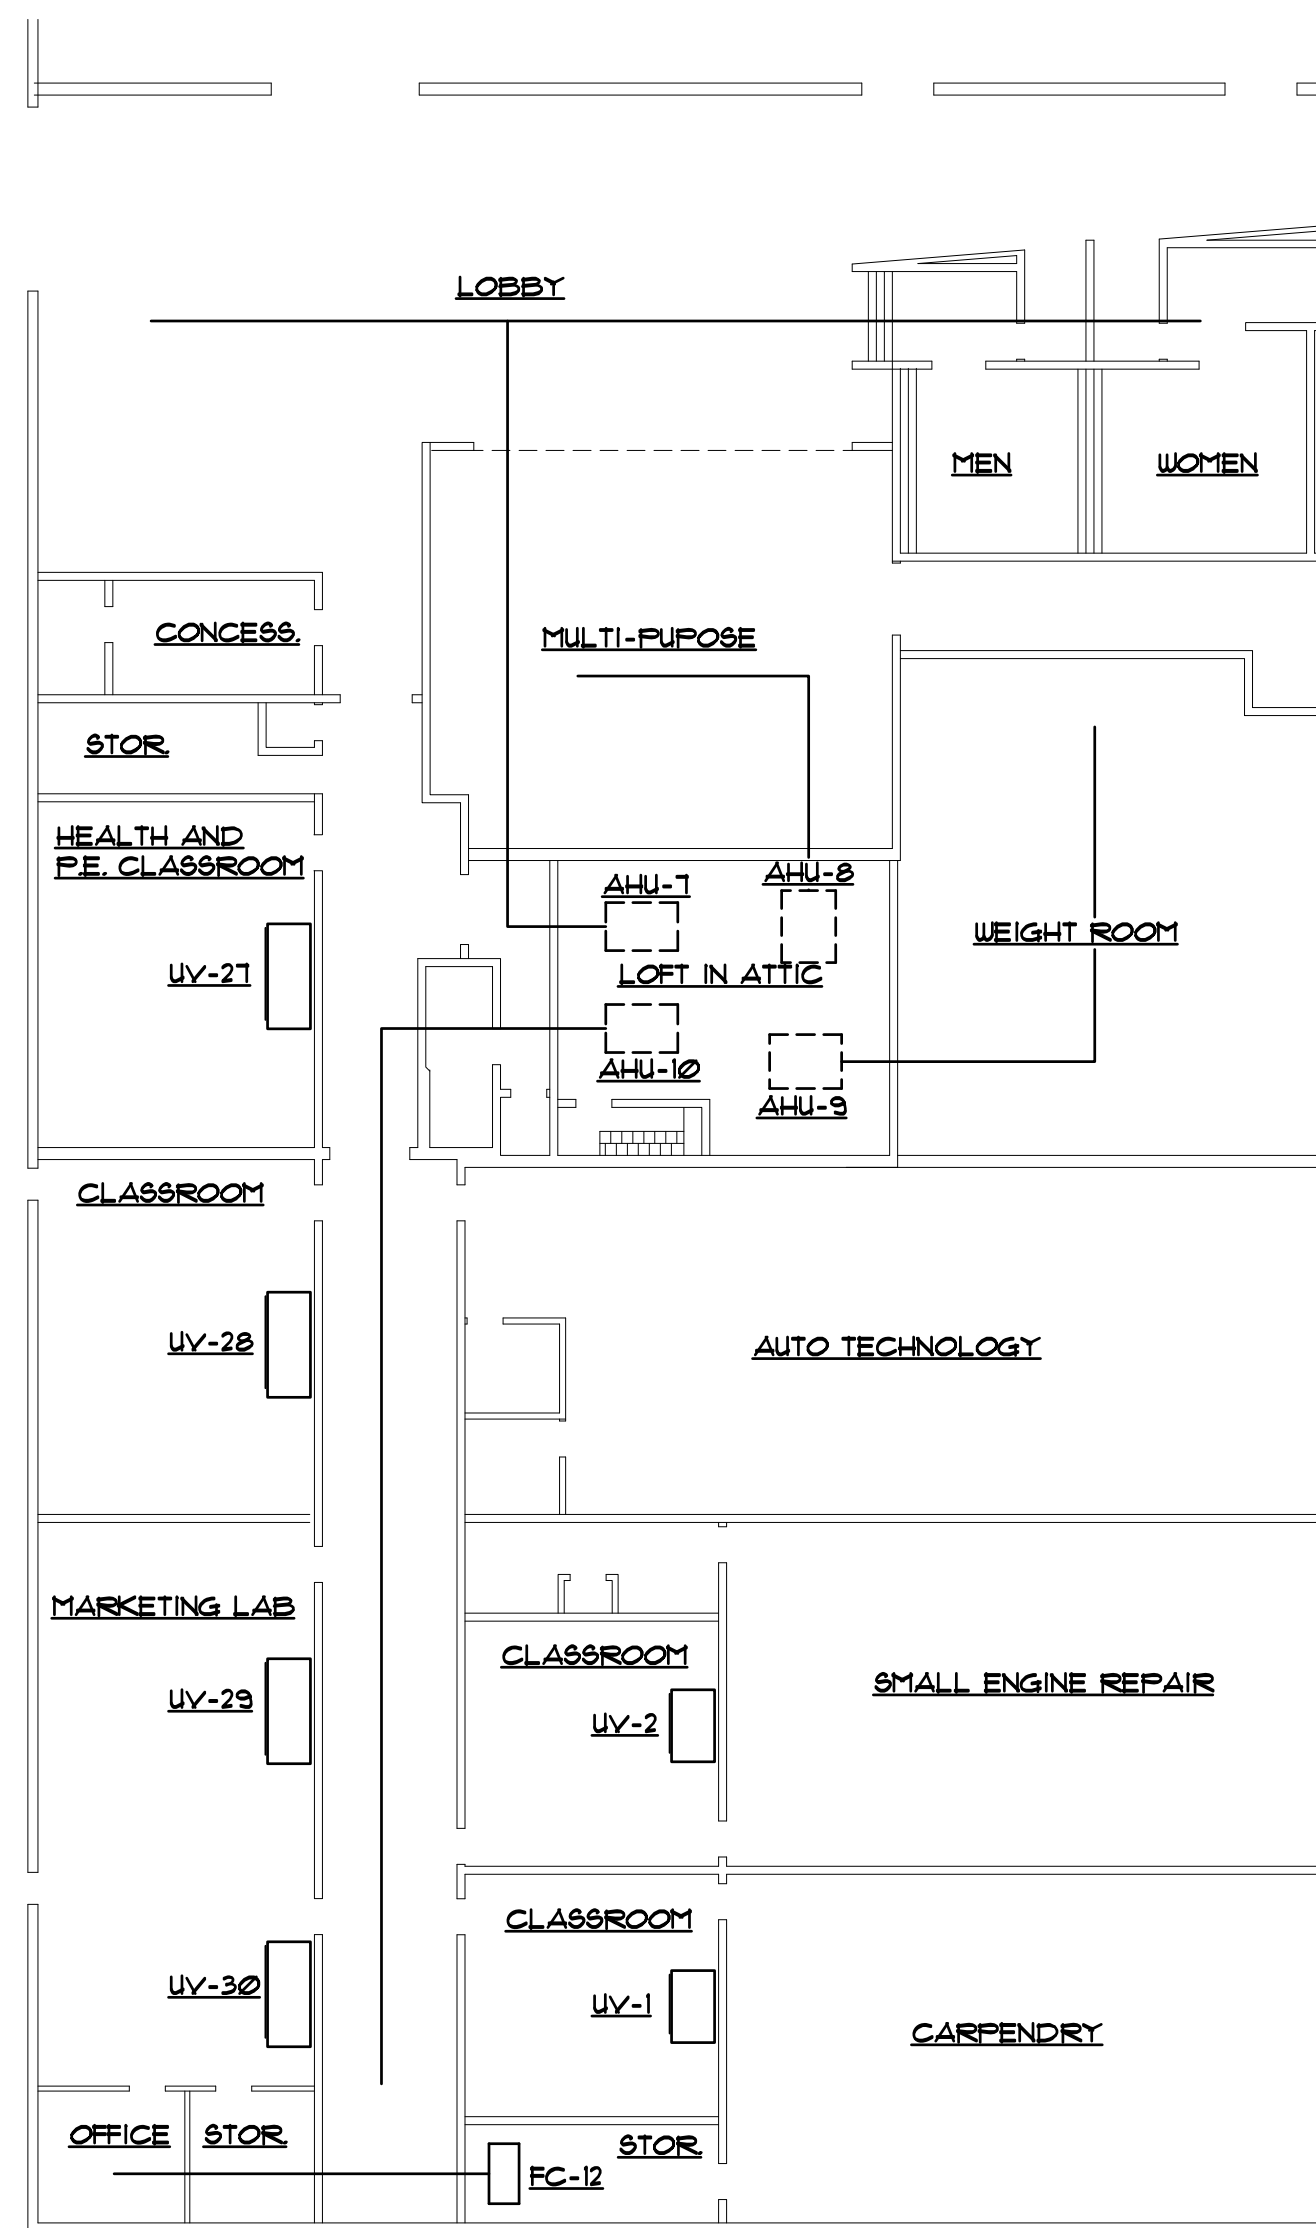 LOBBY
MEN
WOMEN
CONCESS.
MULTI-PUPOSE
STOR.
HEALTH AND
P.E. CLASSROOM
AHU-7
AHU-8
WEIGHT ROOM
UV-27
LOFT IN ATTIC
AHU-10
AHU-9
CLASSROOM
UV-28
AUTO TECHNOLOGY
MARKETING LAB
CLASSROOM
SMALL ENGINE REPAIR
UV-29
UV-2
CLASSROOM
UV-30
UV-1
CARPENDRY
OFFICE
STOR.
STOR.
FC-12